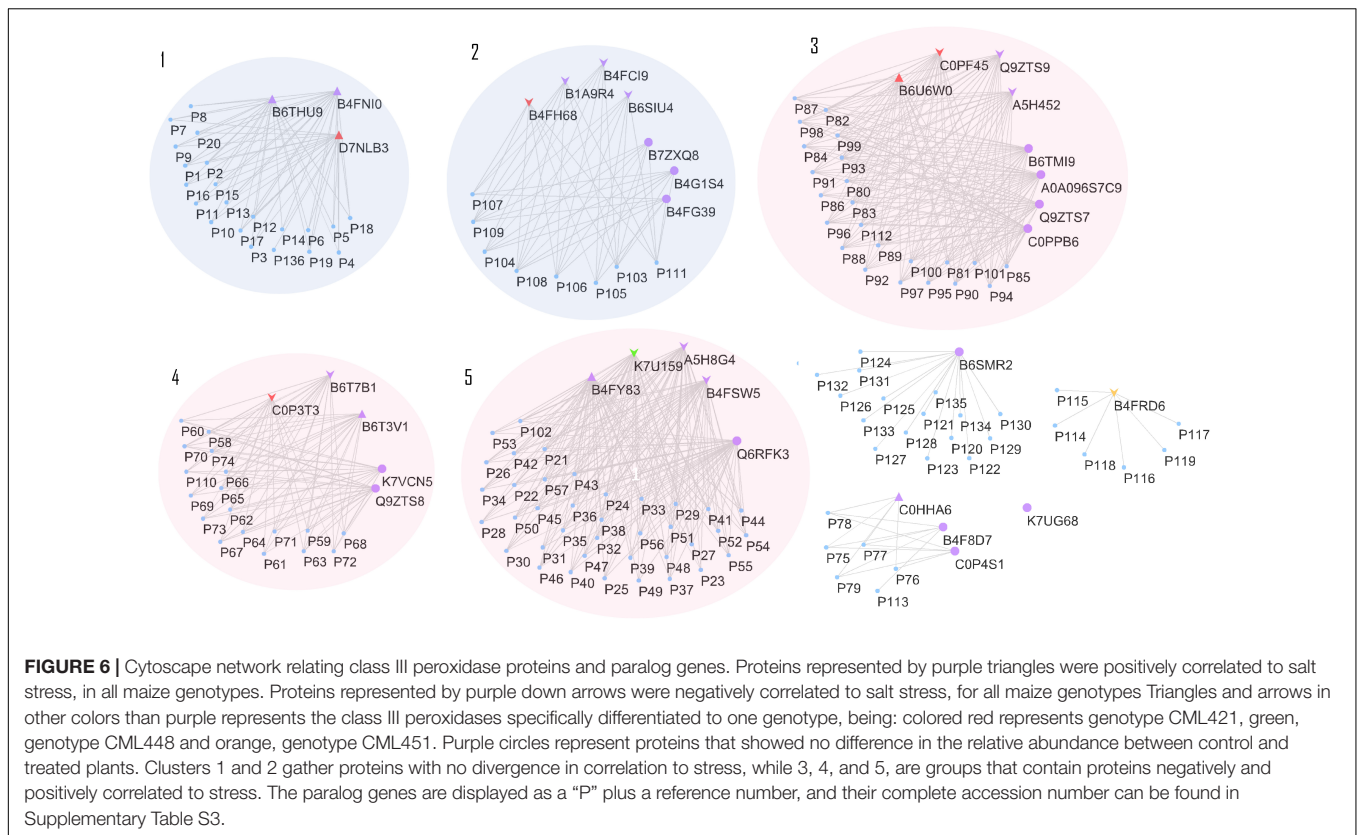 1
B6THU9
B4FNI0
D7NLB3
P8
P7
P20
P9
P1
P2
P16
P15
P11
P13
P10
P12
P17
P14
P6
P5
P18
P3
P136
P19
P4
2
B4FCI9
B1A9R4
B6SIU4
B4FH68
B7ZXQ8
B4G1S4
B4FG39
P107
P109
P104
P108
P106
P105
P103
P111
3
C0PF45
Q9ZTS9
B6U6W0
A5H452
B6TMI9
A0A096S7C9
Q9ZTS7
C0PPB6
P87
P82
P98
P99
P84
P93
P91
P80
P86
P83
P96
P112
P88
P89
P92
P100
P81
P101
P85
P97
P95
P90
P94
4
B6T7B1
C0P3T3
B6T3V1
K7VCN5
Q9ZTS8
P60
P58
P70
P74
P110
P66
P69
P65
P73
P62
P67
P64
P71
P59
P68
P61
P63
P72
5
K7U159
A5H8G4
B4FY83
B4FSW5
Q6RFK3
P102
P53
P42
P21
P26
P57
P43
P34
P22
P24
P33
P29
P41
P44
P28
P50
P45
P36
P38
P51
P52
P54
P30
P31
P35
P32
P56
P27
P55
P46
P40
P47
P39
P48
P23
P25
P49
P37
B6SMR2
P124
P132
P131
P126
P125
P135
P133
P121
P134
P130
P128
P120
P129
P127
P123
P122
B4FRD6
P115
P114
P117
P118
P119
P116
C0HHA6
P78
B4F8D7
P75
P77
C0P4S1
P76
P79
P113
K7UG68
FIGURE 6 | Cytoscape network relating class III peroxidase proteins and paralog genes. Proteins represented by purple triangles were positively correlated to salt
stress, in all maize genotypes. Proteins represented by purple down arrows were negatively correlated to salt stress, for all maize genotypes Triangles and arrows in
other colors than purple represents the class III peroxidases specifically differentiated to one genotype, being: colored red represents genotype CML421, green,
genotype CML448 and orange, genotype CML451. Purple circles represent proteins that showed no difference in the relative abundance between control and
treated plants. Clusters 1 and 2 gather proteins with no divergence in correlation to stress, while 3, 4, and 5, are groups that contain proteins negatively and
positively correlated to stress. The paralog genes are displayed as a “P” plus a reference number, and their complete accession number can be found in
Supplementary Table S3.